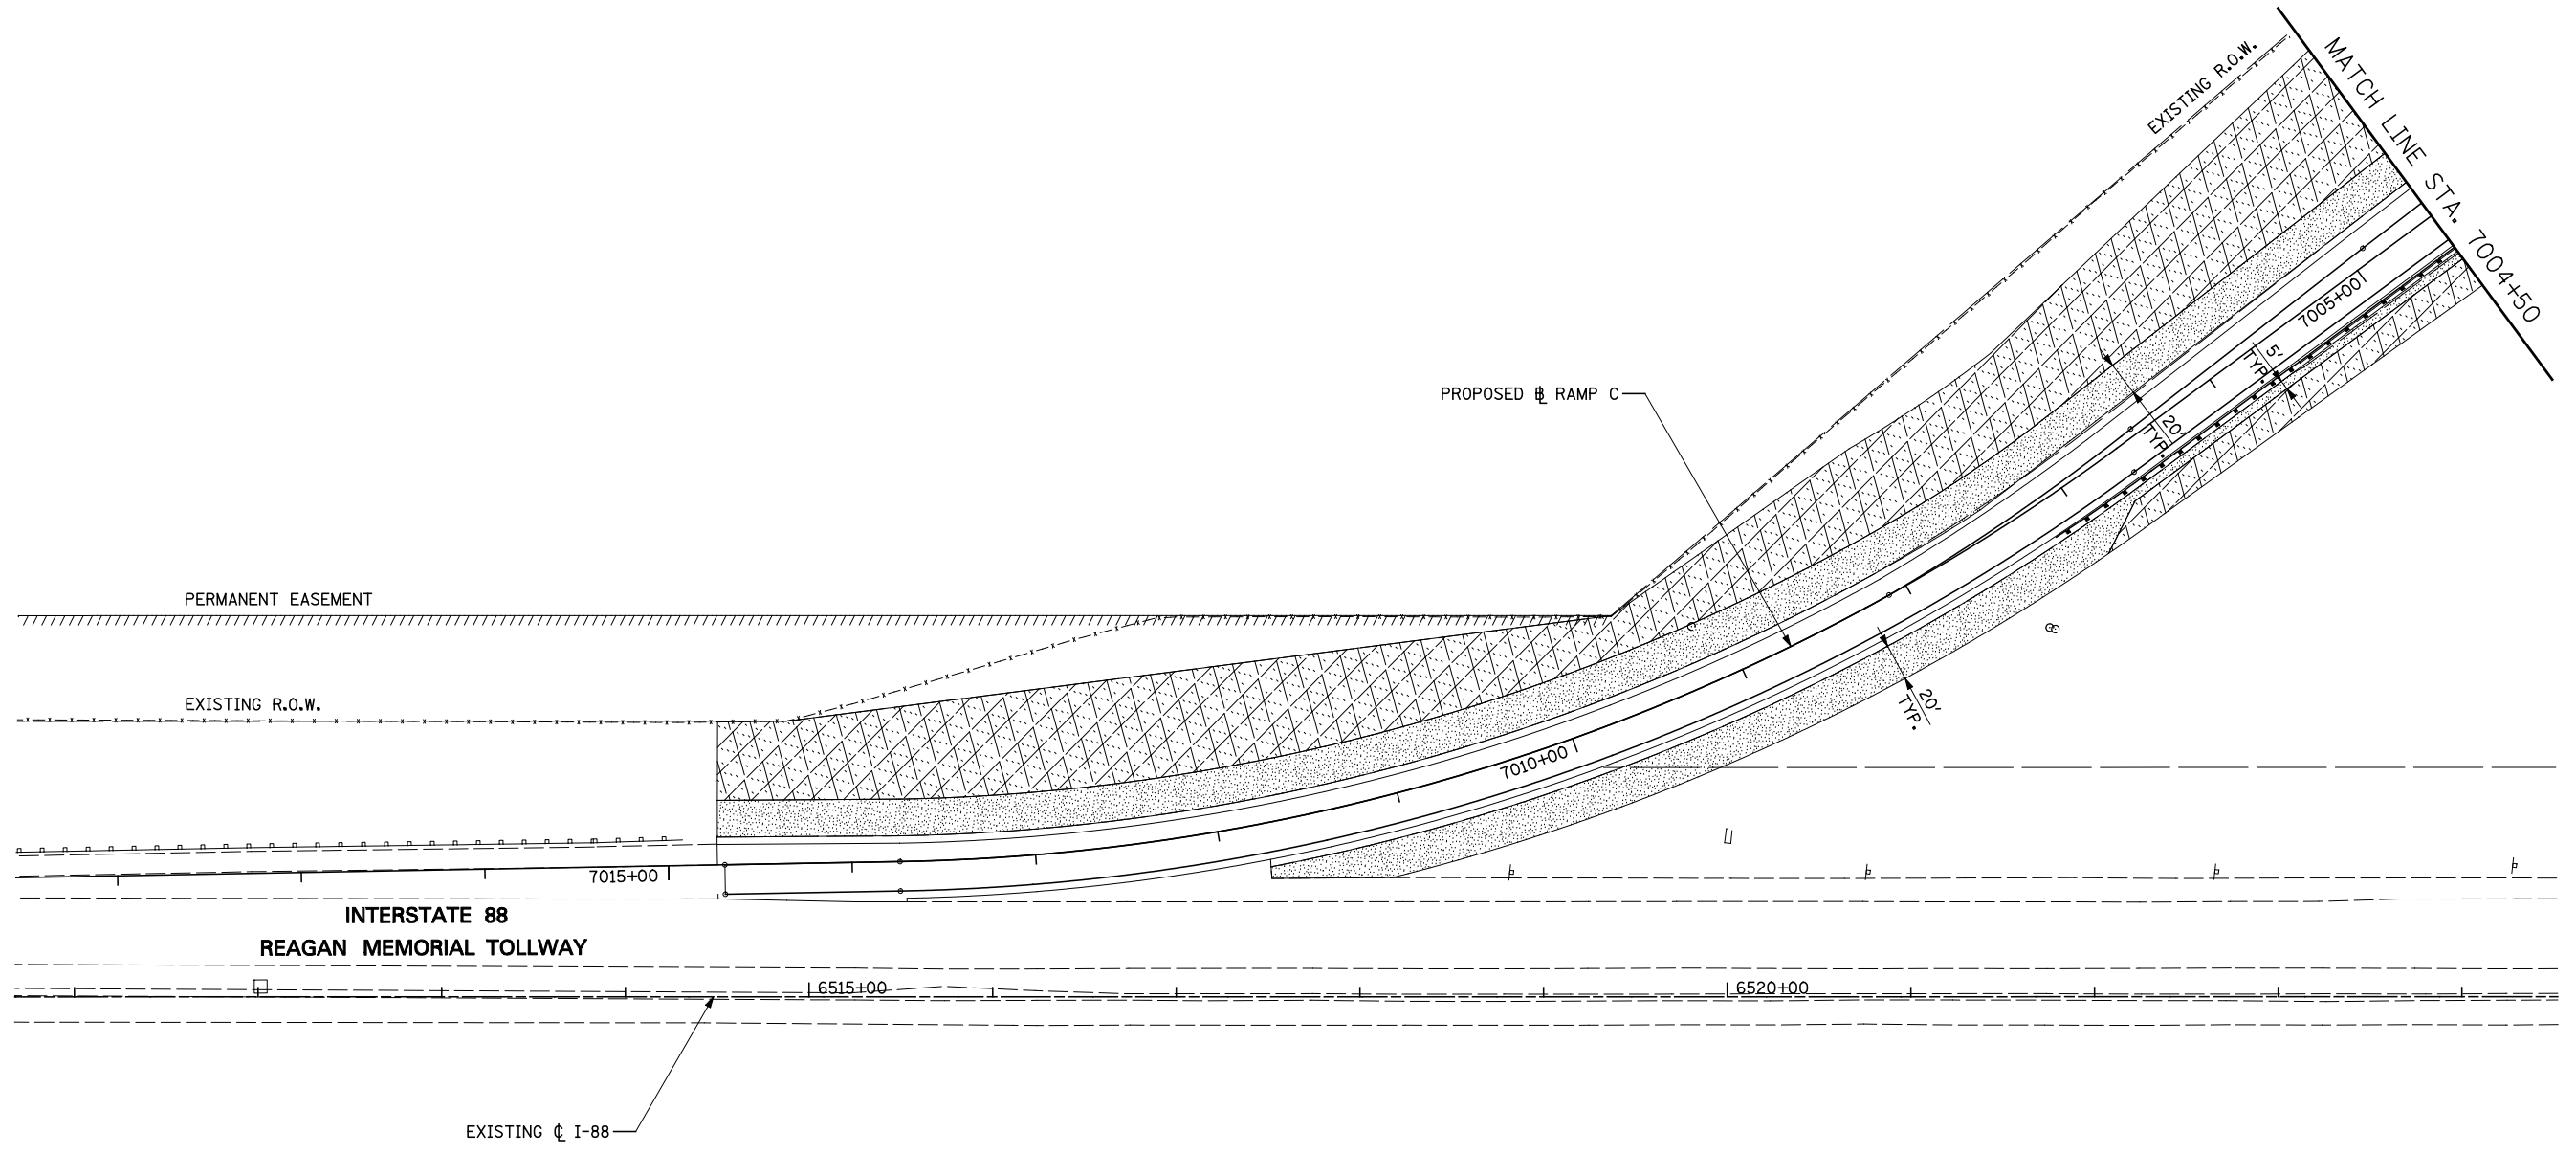 EXISTING R.O.W.
MATCH LINE STA. 7004+50
7005+00
5'
TYP.
PROPOSED ℄ RAMP C
20'
TYP.
PERMANENT EASEMENT
EXISTING R.O.W.
20'
TYP.
7010+00
7015+00
INTERSTATE 88
REAGAN MEMORIAL TOLLWAY
6515+00
6520+00
EXISTING ℄ I-88